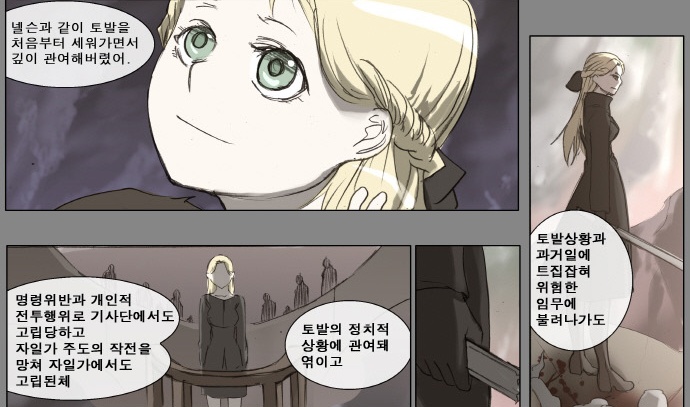 넬슨과 같이 토발을
처음부터 세워가면서
깊이 관여해버렸어.
명령위반과 개인적
전투행위로 기사단에서도
고립당하고
자일가 주도의 작전을
망쳐 자일가에서도
고립된체
토발의 정치적
상황에 관여돼
엮이고
토발상황과
과거일에
트집잡혀
위험한
임무에
불려나가도